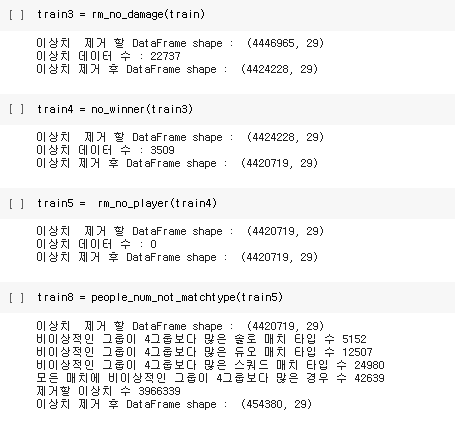 [ ] train3 = rm_no_damage(train)
이상치 제거 할 DataFrame shape : (4446965, 29)
이상치 데이터 수 : 22737
이상치 제거 후 DataFrame shape : (4424228, 29)
[ ] train4 = no_winner(train3)
이상치 제거 할 DataFrame shape : (4424228, 29)
이상치 데이터 수 : 3509
이상치 제거 후 DataFrame shape : (4420719, 29)
[ ] train5 = rm_no_player(train4)
이상치 제거 할 DataFrame shape : (4420719, 29)
이상치 데이터 수 : 0
이상치 제거 후 DataFrame shape : (4420719, 29)
[ ] train8 = people_num_not_matchtype(train5)
이상치 제거 할 DataFrame shape : (4420719, 29)
비이상적인 그룹이 4그룹보다 많은 솔로 매치 타입 수 5152
비이상적인 그룹이 4그룹보다 많은 듀오 매치 타입 수 12507
비이상적인 그룹이 4그룹보다 많은 스쿼드 매치 타입 수 24980
모든 매치에 비이상적인 그룹이 4그룹보다 많은 경우 수 42639
제거할 이상치 수 3966339
이상치 제거 후 DataFrame shape : (454380, 29)